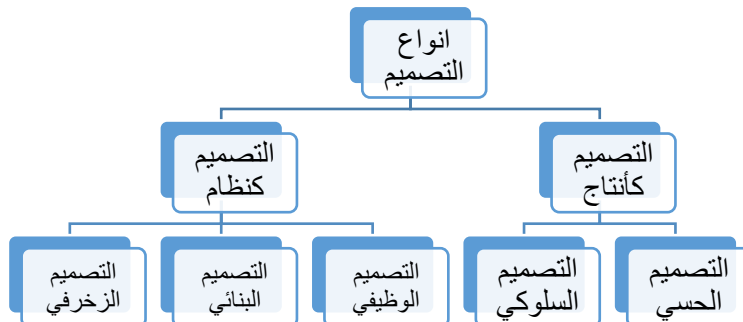 انواع
التصميم
التصميم
كأنتاج
التصميم
كنظام
التصميم
الحسي
التصميم
السلوكي
التصميم
الوظيفي
التصميم
البنائي
التصميم
الزخرفي